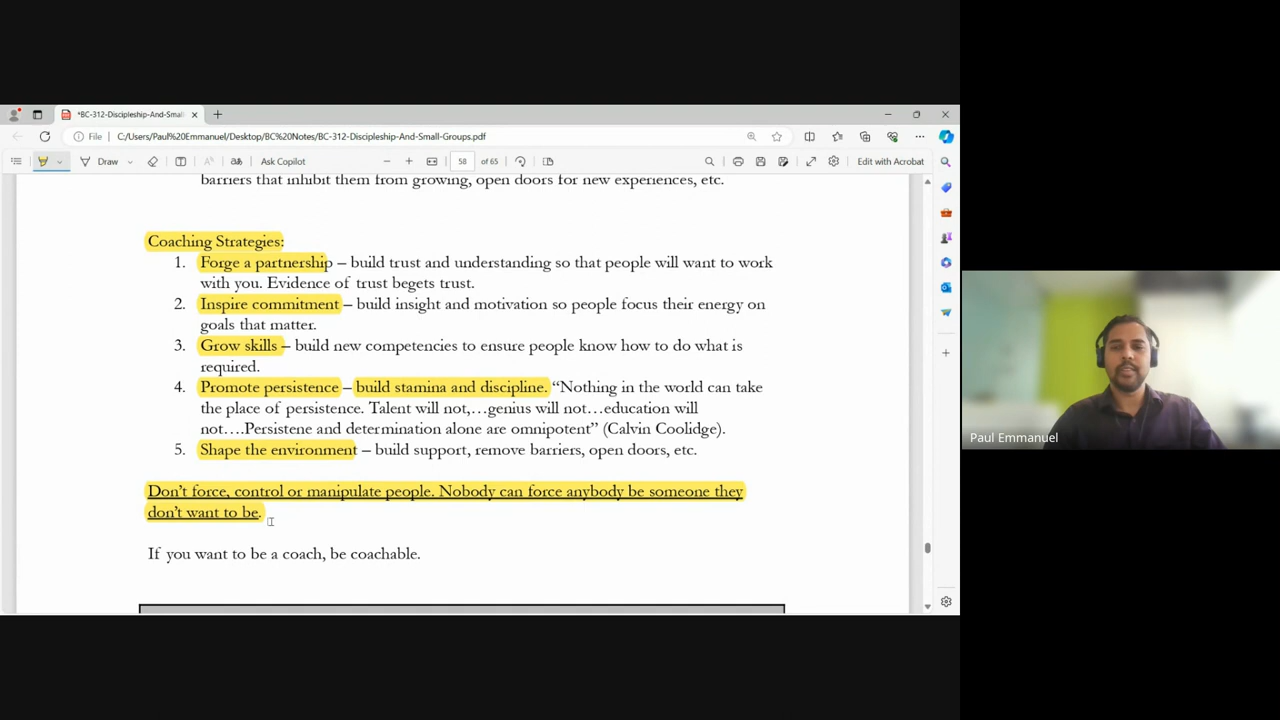 *BC-312-Discipleship-And-Small
File
C:/Users/Paul%20Emmanuel/Desktop/BC%20Notes/BC-312-Discipleship-And-Small-Groups.pdf
Draw
Ask Copilot
58 of 65
Edit with Acrobat
barriers that inhibit them from growing, open doors for new experiences, etc.
Coaching Strategies:
1. Forge a partnership – build trust and understanding so that people will want to work
with you. Evidence of trust begets trust.
2. Inspire commitment – build insight and motivation so people focus their energy on
goals that matter.
3. Grow skills – build new competencies to ensure people know how to do what is
required.
4. Promote persistence – build stamina and discipline. “Nothing in the world can take
the place of persistence. Talent will not,…genius will not…education will
not….Persistene and determination alone are omnipotent” (Calvin Coolidge).
5. Shape the environment – build support, remove barriers, open doors, etc.
Don’t force, control or manipulate people. Nobody can force anybody be someone they
don’t want to be.
If you want to be a coach, be coachable.
Paul Emmanuel